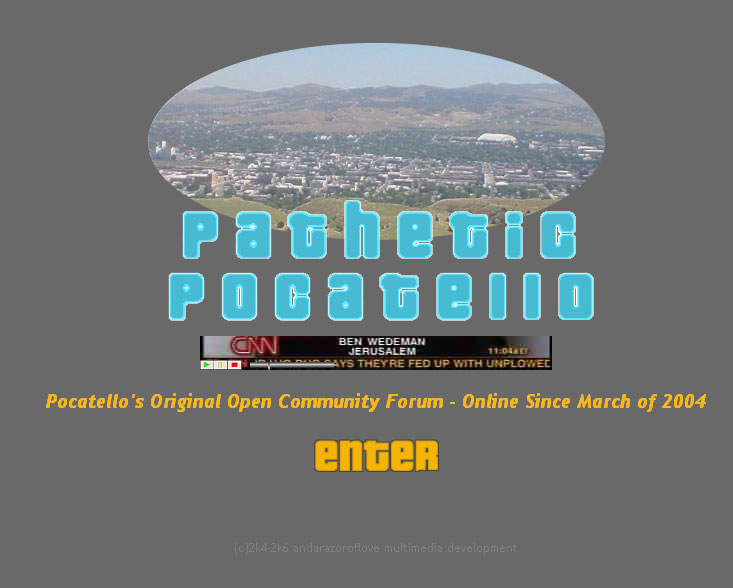 Pathetic
Pocatello
CNN BEN WEDEMAN
JERUSALEM 11:04A ET
SAYS THEY'RE FED UP WITH UNPLOWED
Pocatello's Original Open Community Forum - Online Since March of 2004
enter
(c)2k4-2k6 andarazoroflove multimedia development